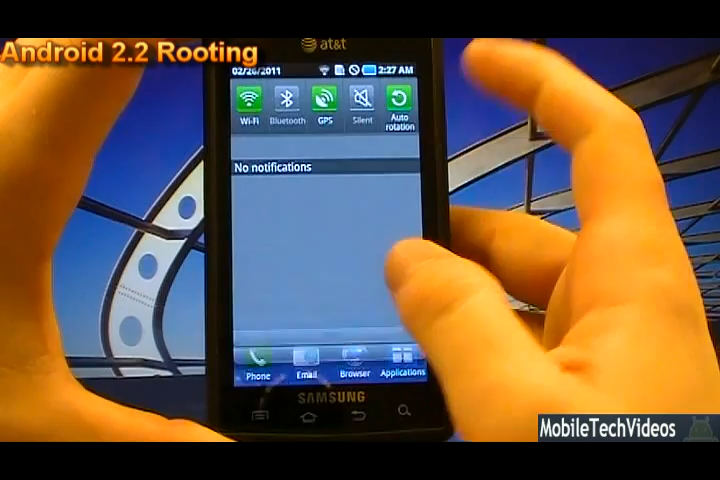 Android 2.2 Rooting
at&t
02/26/2011
2:27 AM
Wi-Fi
Bluetooth
GPS
Silent
Auto rotation
No notifications
Phone
Email
Browser
Applications
SAMSUNG
MobileTechVideos